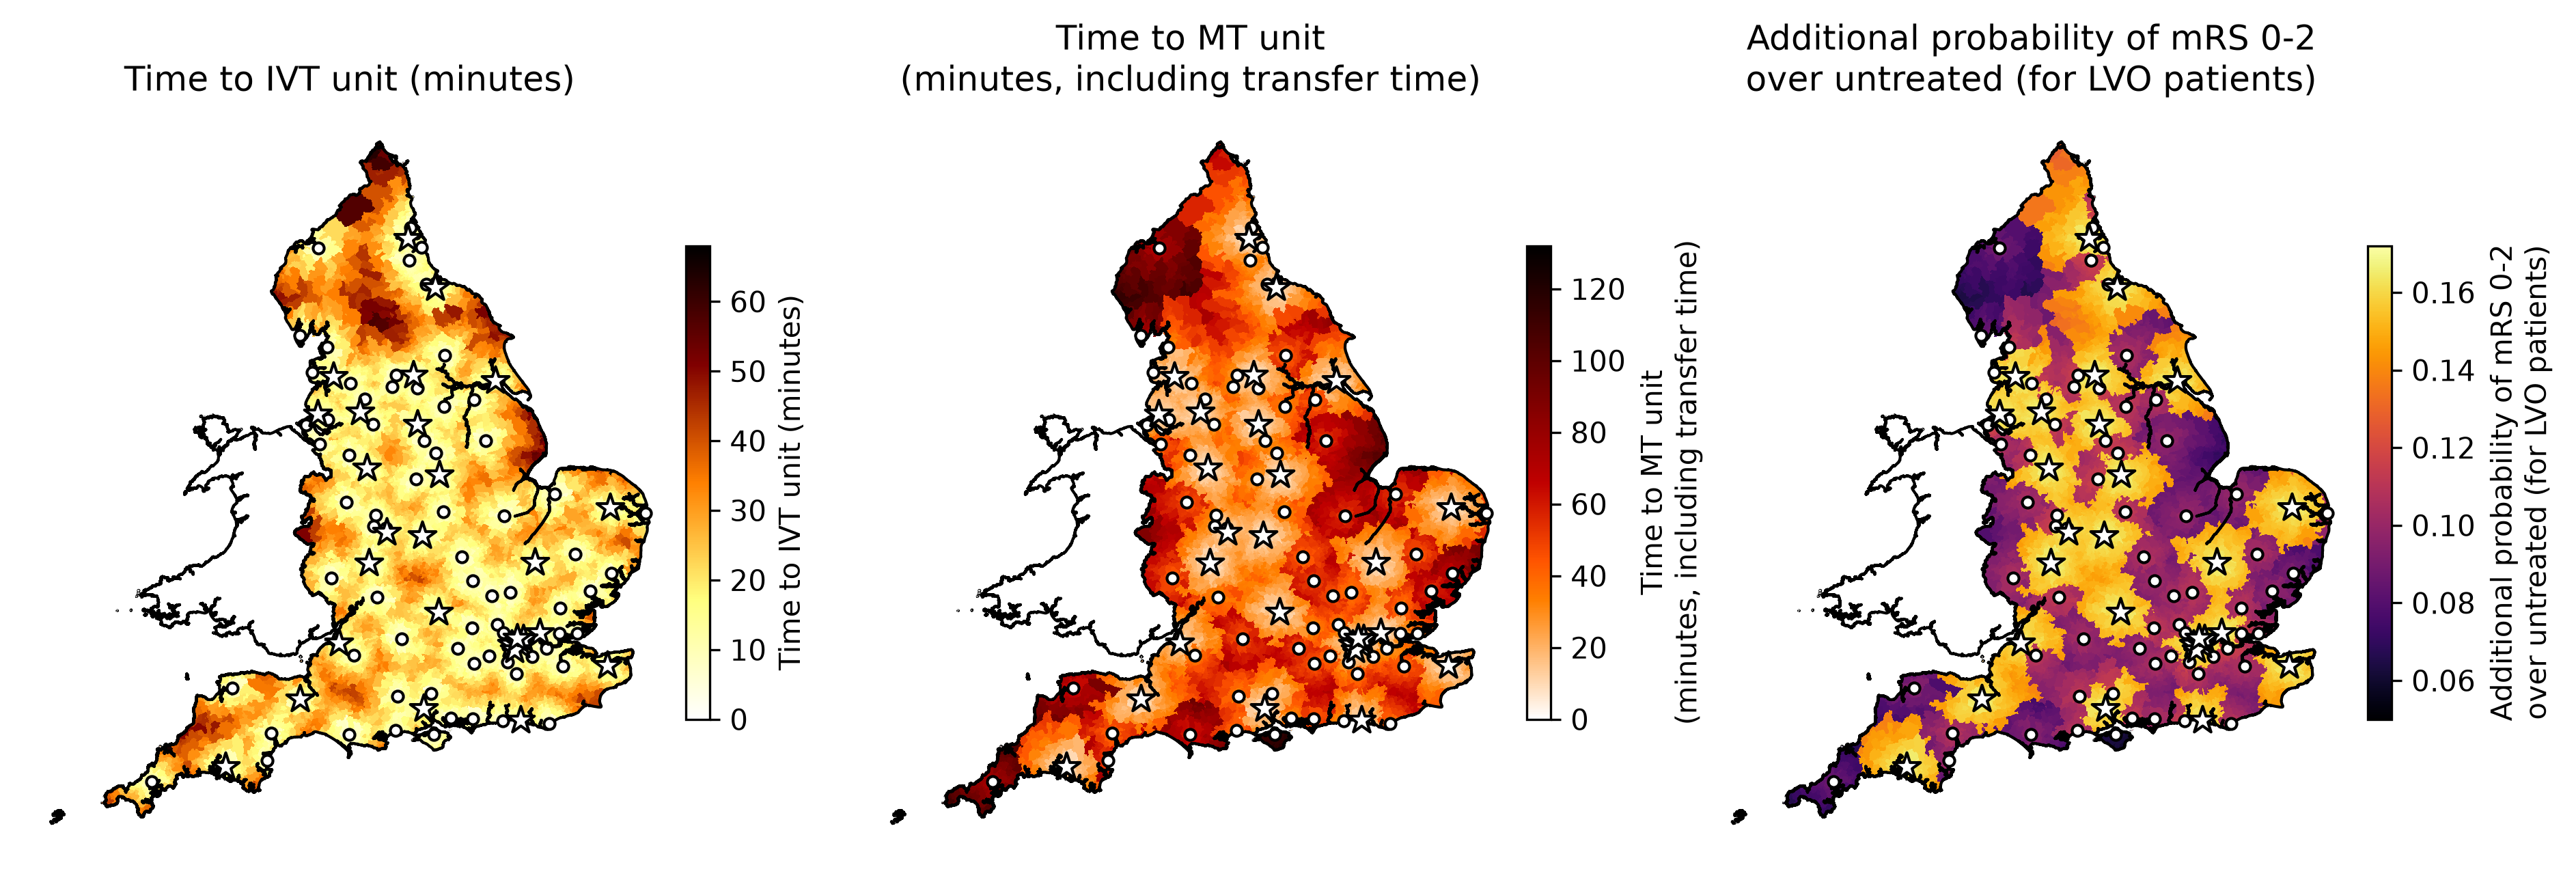 Time to IVT unit (minutes)
60
50
40
30
20
10
0
Time to IVT unit (minutes)
Time to MT unit
(minutes, including transfer time)
120
100
80
60
40
20
0
Time to MT unit
(minutes, including transfer time)
Additional probability of mRS 0-2
over untreated (for LVO patients)
0.16
0.14
0.12
0.10
0.08
0.06
Additional probability of mRS 0-2
over untreated (for LVO patients)